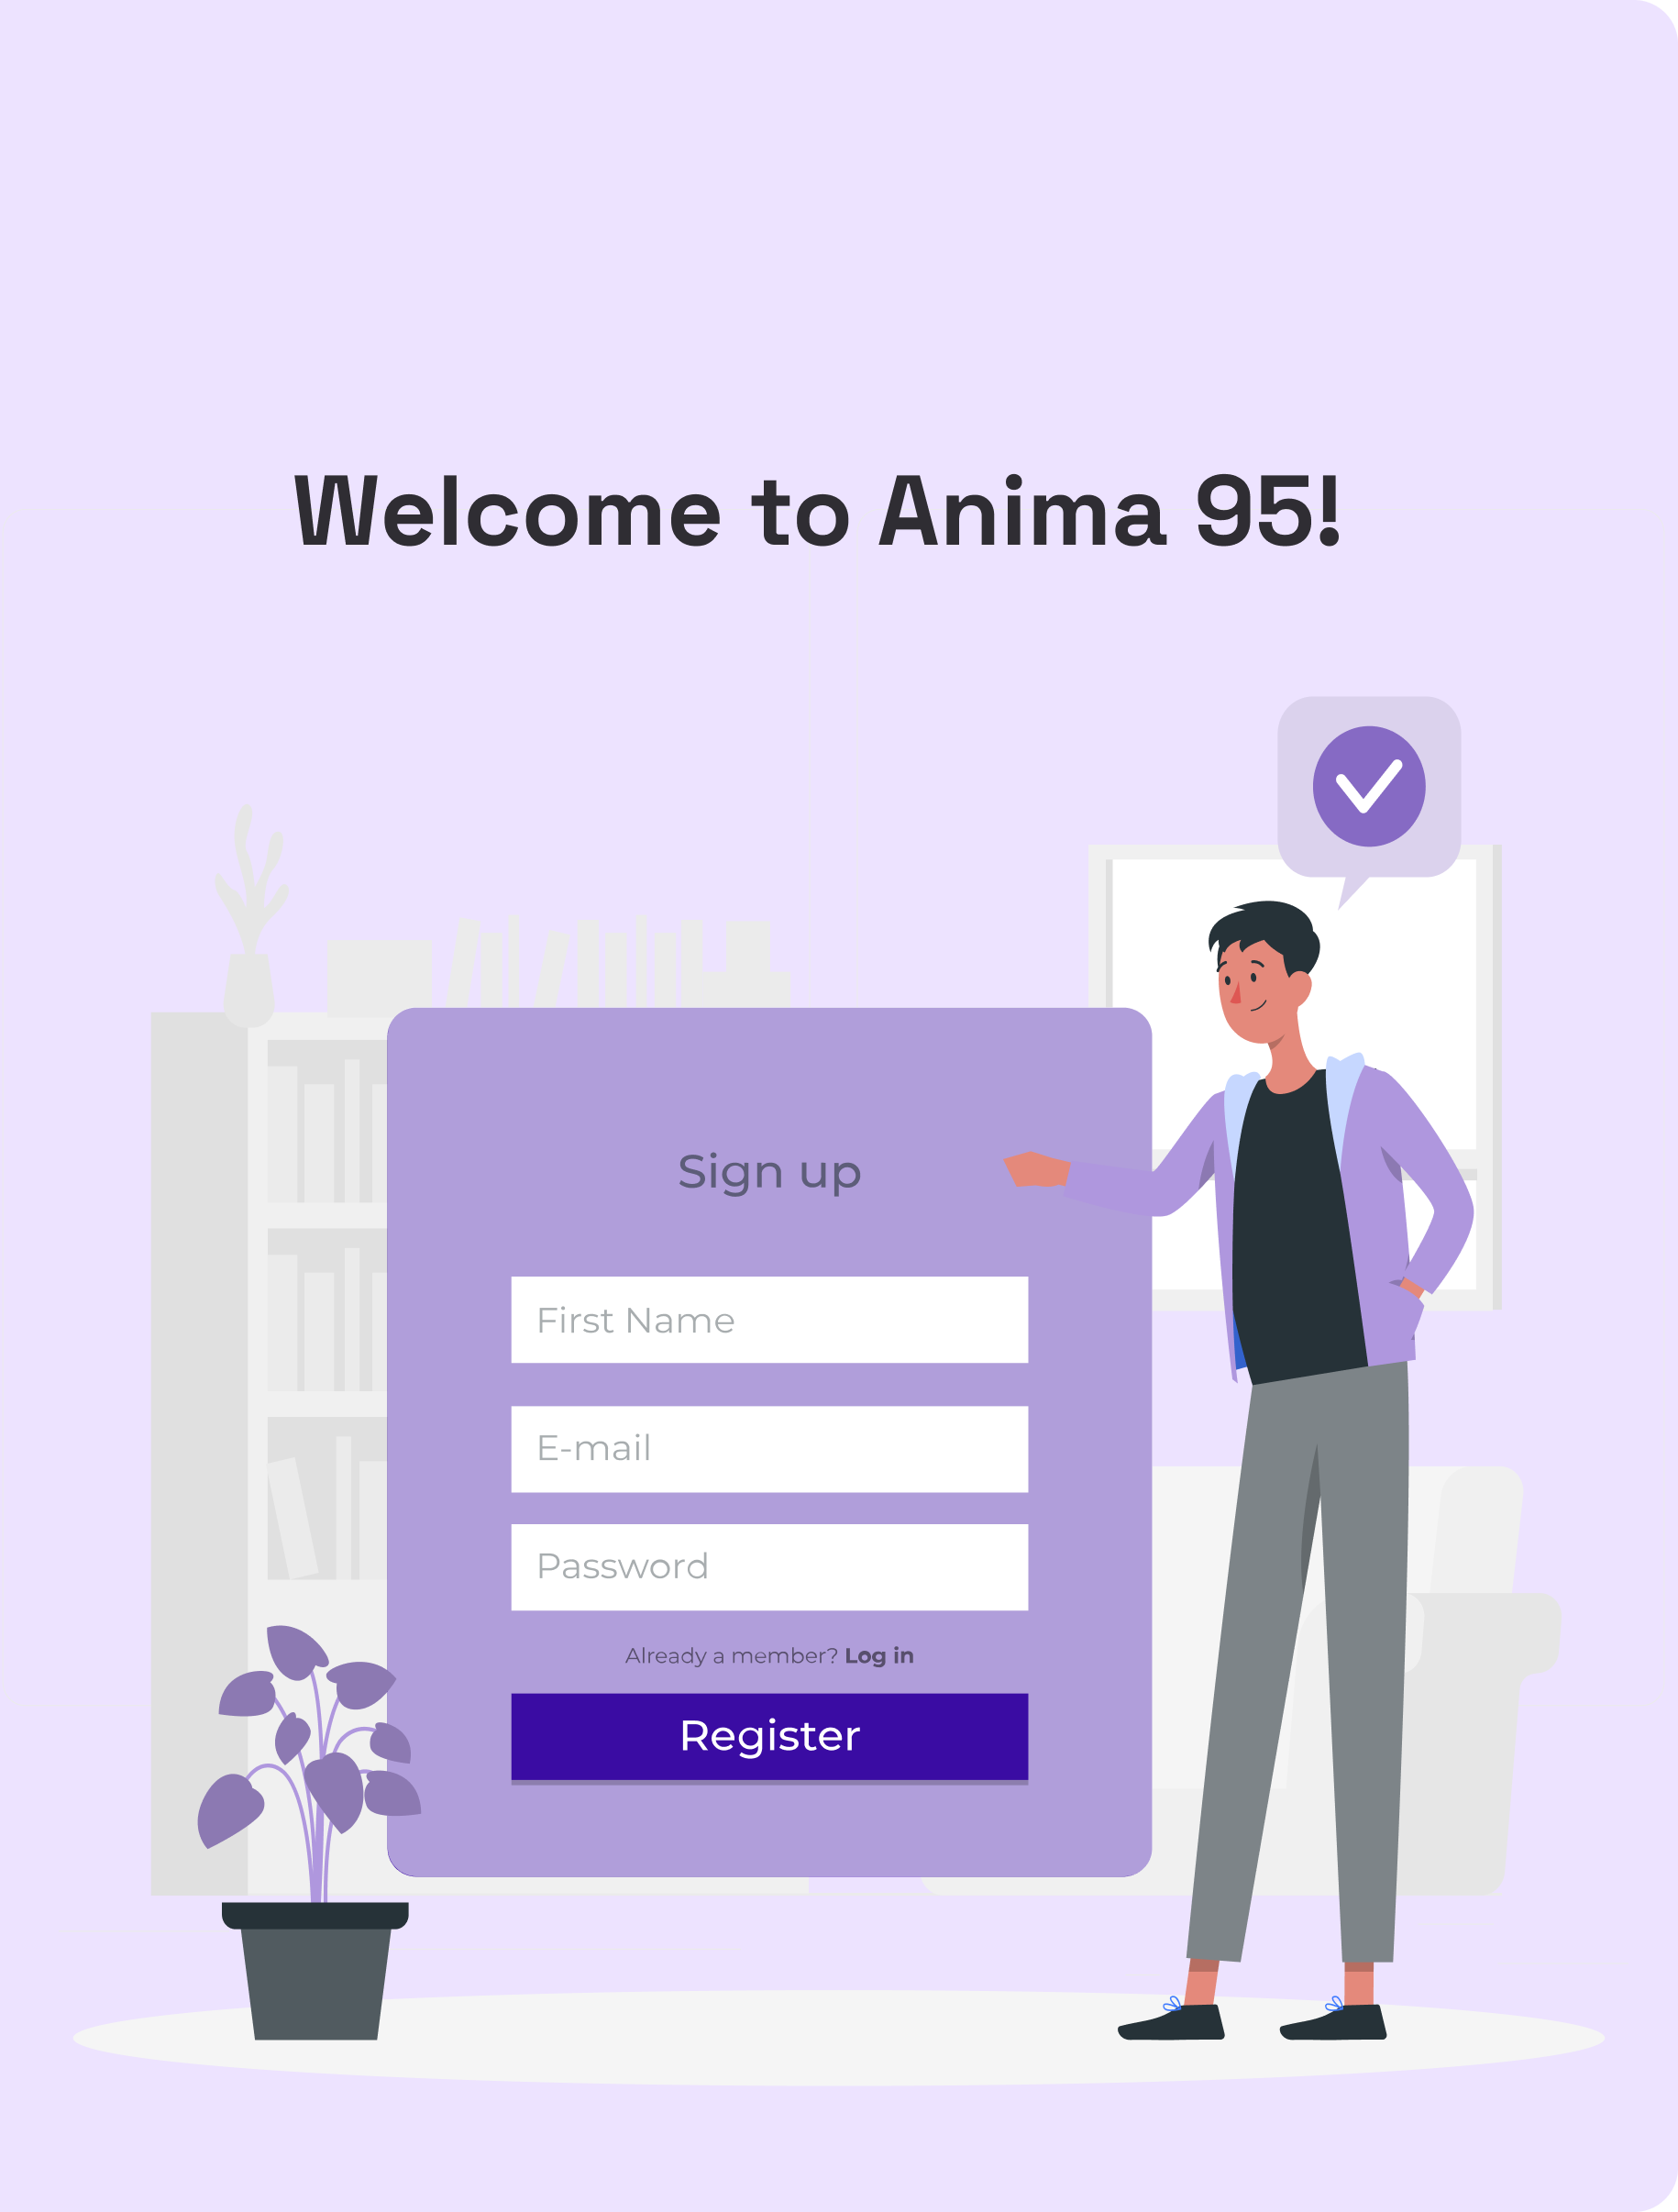 Welcome to Anima 95!
Sign up
First Name
E-mail
Password
Already a member? Log in
Register